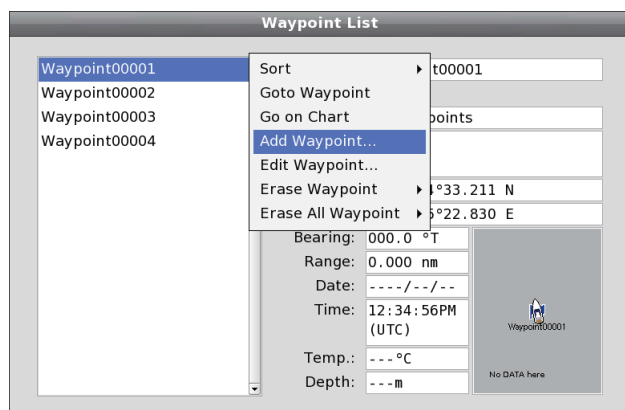 Waypoint List
Waypoint00001
Waypoint00002
Waypoint00003
Waypoint00004
Sort
Goto Waypoint
Go on Chart
Add Waypoint...
Edit Waypoint...
Erase Waypoint
Erase All Waypoint
t00001
points
4°33.211 N
5°22.830 E
Bearing: 000.0 °T
Range: 0.000 nm
Date: ----/--/--
Time: 12:34:56PM
(UTC)
Temp.: ---°C
Depth: ---m
Waypoint00001
No DATA here